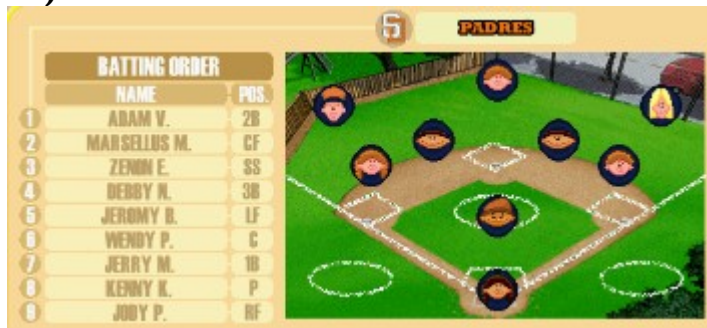 PADRES
BATTING ORDER
NAME POS.
1 ADAM V. 2B
2 MARSELLUS M. CF
3 ZENON E. SS
4 DEBBY N. 3B
5 JEROMY B. LF
6 WENDY P. C
7 JERRY M. 1B
8 KENNY K. P
9 JODY P. RF